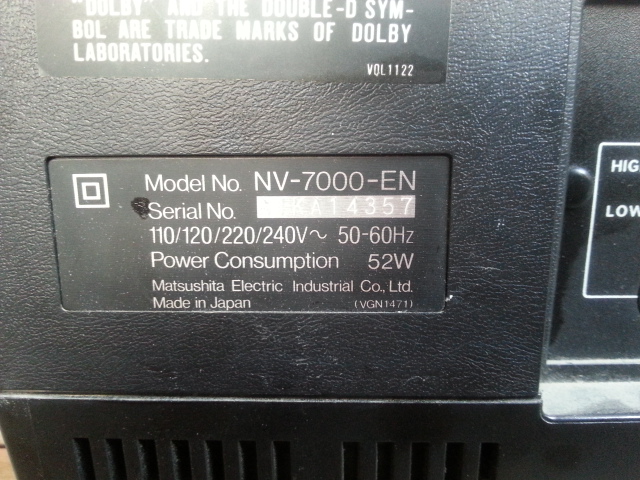 "DOLBY" AND THE DOUBLE-D SYM-
BOL ARE TRADE MARKS OF DOLBY
LABORATORIES.
VQL1122
Model No. NV-7000-EN
Serial No. KA14357
110/120/220/240V~ 50-60Hz
Power Consumption 52W
Matsushita Electric Industrial Co., Ltd.
Made in Japan (VGN1471)
HIG
LOW